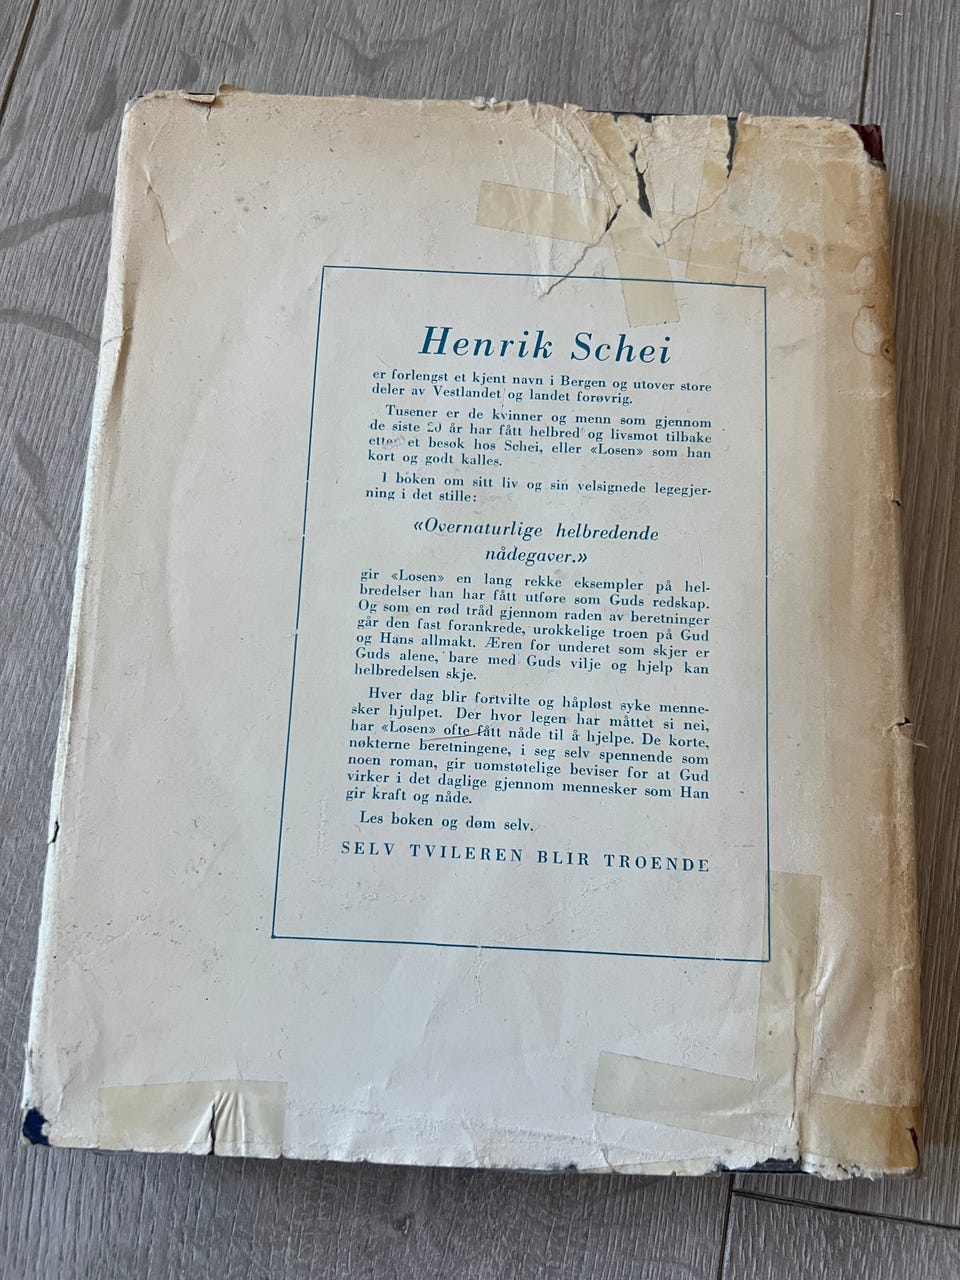 Henrik Schei
er forlengst et kjent navn i Bergen og utover store
deler av Vestlandet og landet forøvrig.
Tusener er de kvinner og menn som gjennom
de siste 20 år har fått helbred og livsmot tilbake
etter et besøk hos Schei, eller «Losen» som han
kort og godt kalles.
I boken om sitt liv og sin velsignede legegjer-
ning i det stille:
«Overnaturlige helbredende
nådegaver.»
gir «Losen» en lang rekke eksempler på hel-
bredelser han har fått utføre som Guds redskap.
Og som en rød tråd gjennom raden av beretninger
går den fast forankrede, urokkelige troen på Gud
og Hans allmakt. Æren for underet som skjer er
Guds alene, bare med Guds vilje og hjelp kan
helbredelsen skje.
Hver dag blir fortvilte og håpløst syke menne-
sker hjulpet. Der hvor legen har måttet si nei,
har «Losen» ofte fått nåde til å hjelpe. De korte,
nøkterne beretningene, i seg selv spennende som
noen roman, gir uomstøtelige beviser for at Gud
virker i det daglige gjennom mennesker som Han
gir kraft og nåde.
Les boken og døm selv.
SELV TVILEREN BLIR TROENDE